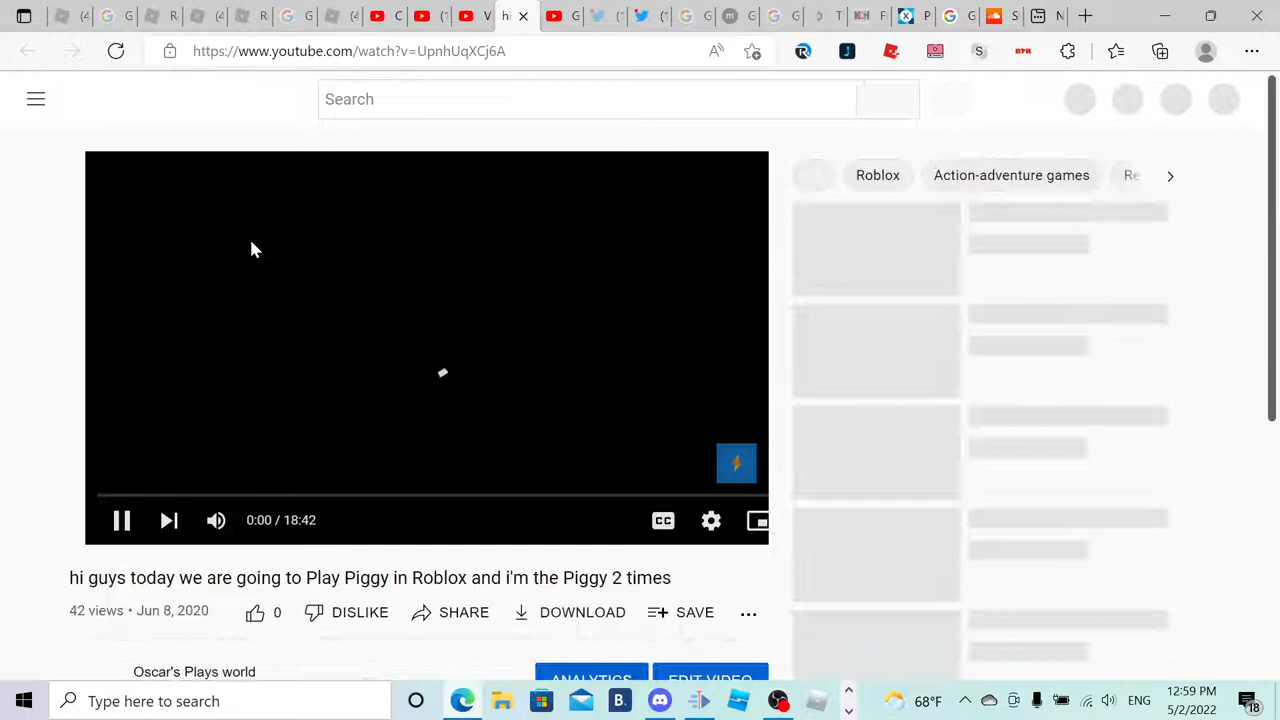 https://www.youtube.com/watch?v=UpnhUqXCj6A
Search
Roblox
Action-adventure games
Re
CC
0:00 / 18:42
hi guys today we are going to Play Piggy in Roblox and i'm the Piggy 2 times
42 views • Jun 8, 2020
0
DISLIKE
SHARE
DOWNLOAD
SAVE
Oscar's Plays world
ANALYTICS
EDIT VIDEO
Type here to search
68°F
ENG
12:59 PM
5/2/2022
18